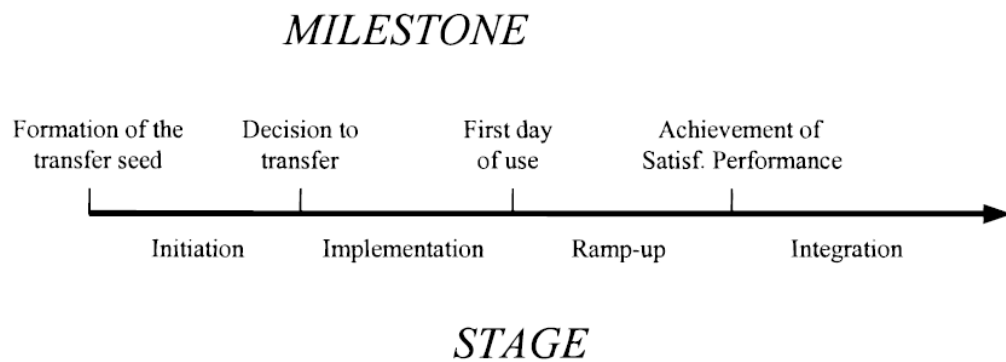 MILESTONE
Formation of the
transfer seed
Decision to
transfer
First day
of use
Achievement of
Satisf. Performance
Initiation
Implementation
Ramp-up
Integration
STAGE